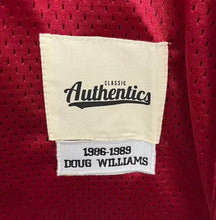 CLASSIC
Authentics
1986-1989
DOUG WILLIAMS